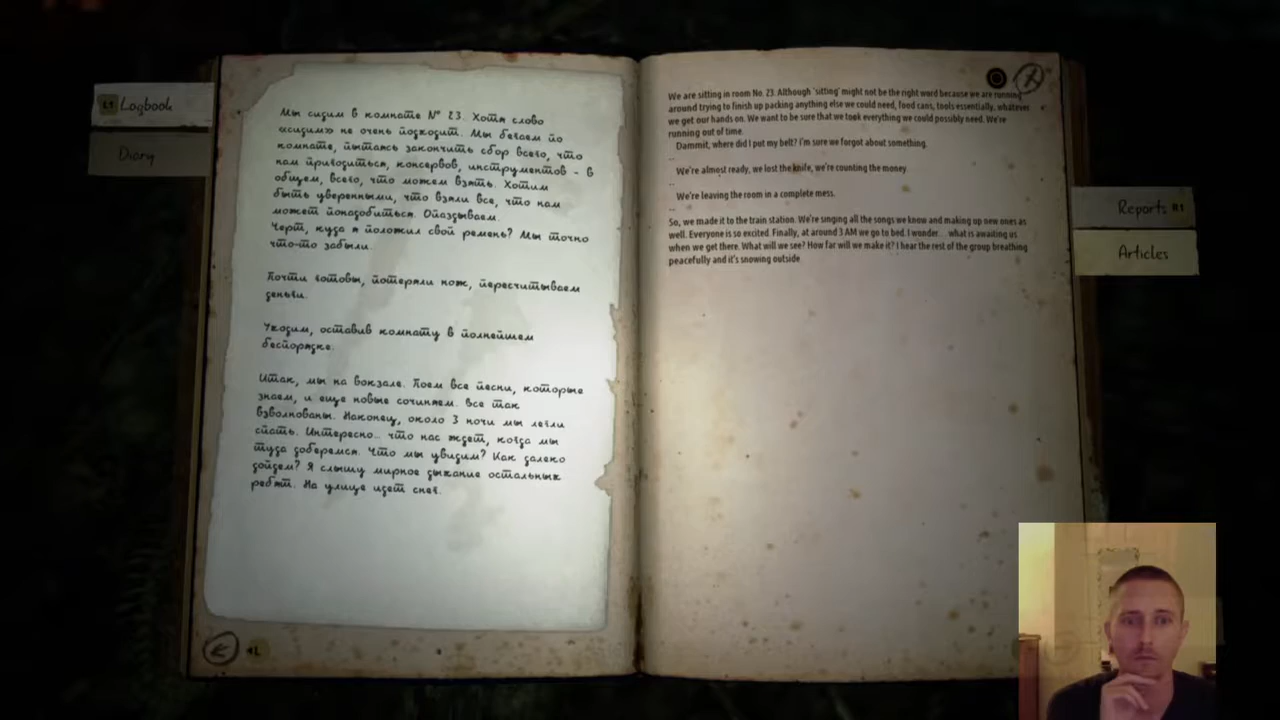 L1 Logbook
Diary
Мы сидим в комнате № 23. Хотя слово
«сидим» не очень подходит. Мы бегаем по
комнате, пытаясь закончить сбор всего, что
нам пригодиться, консервов, инструментов - в
общем, всего, что можем взять. Хотим
быть уверенными, что взяли все, что нам
может понадобиться. Опаздываем.
Черт, куда я положил свой ремень? Мы точно
что-то забыли...
Почти готовы, потеряли нож, пересчитываем
деньги.
Уходим, оставив комнату в полнейшем
беспорядке.
Итак, мы на вокзале. Поем все песни, которые
знаем, и еще новые сочиняем. Все так
взволнованы. Наконец, около 3 ночи мы легли
спать. Интересно... что нас ждет, когда мы
туда доберемся. Что мы увидим? Как далеко
дойдем? Я слышу мирное дыхание остальных
ребят. На улице идет снег.
L
We are sitting in room No. 23. Although 'sitting' might not be the right word because we are running
around trying to finish up packing anything else we could need, food cans, tools essentially, whatever
we get our hands on. We want to be sure that we took everything we could possibly need. We're
running out of time.
Dammit, where did I put my belt? I'm sure we forgot about something.
...
We're almost ready, we lost the knife, we're counting the money
...
We're leaving the room in a complete mess.
...
So, we made it to the train station. We're singing all the songs we know and making up new ones as
well. Everyone is so excited. Finally, at around 3 AM we go to bed. I wonder... what is awaiting us
when we get there. What will we see? How far will we make it? I hear the rest of the group breathing
peacefully and it's snowing outside
Reports R1
Articles